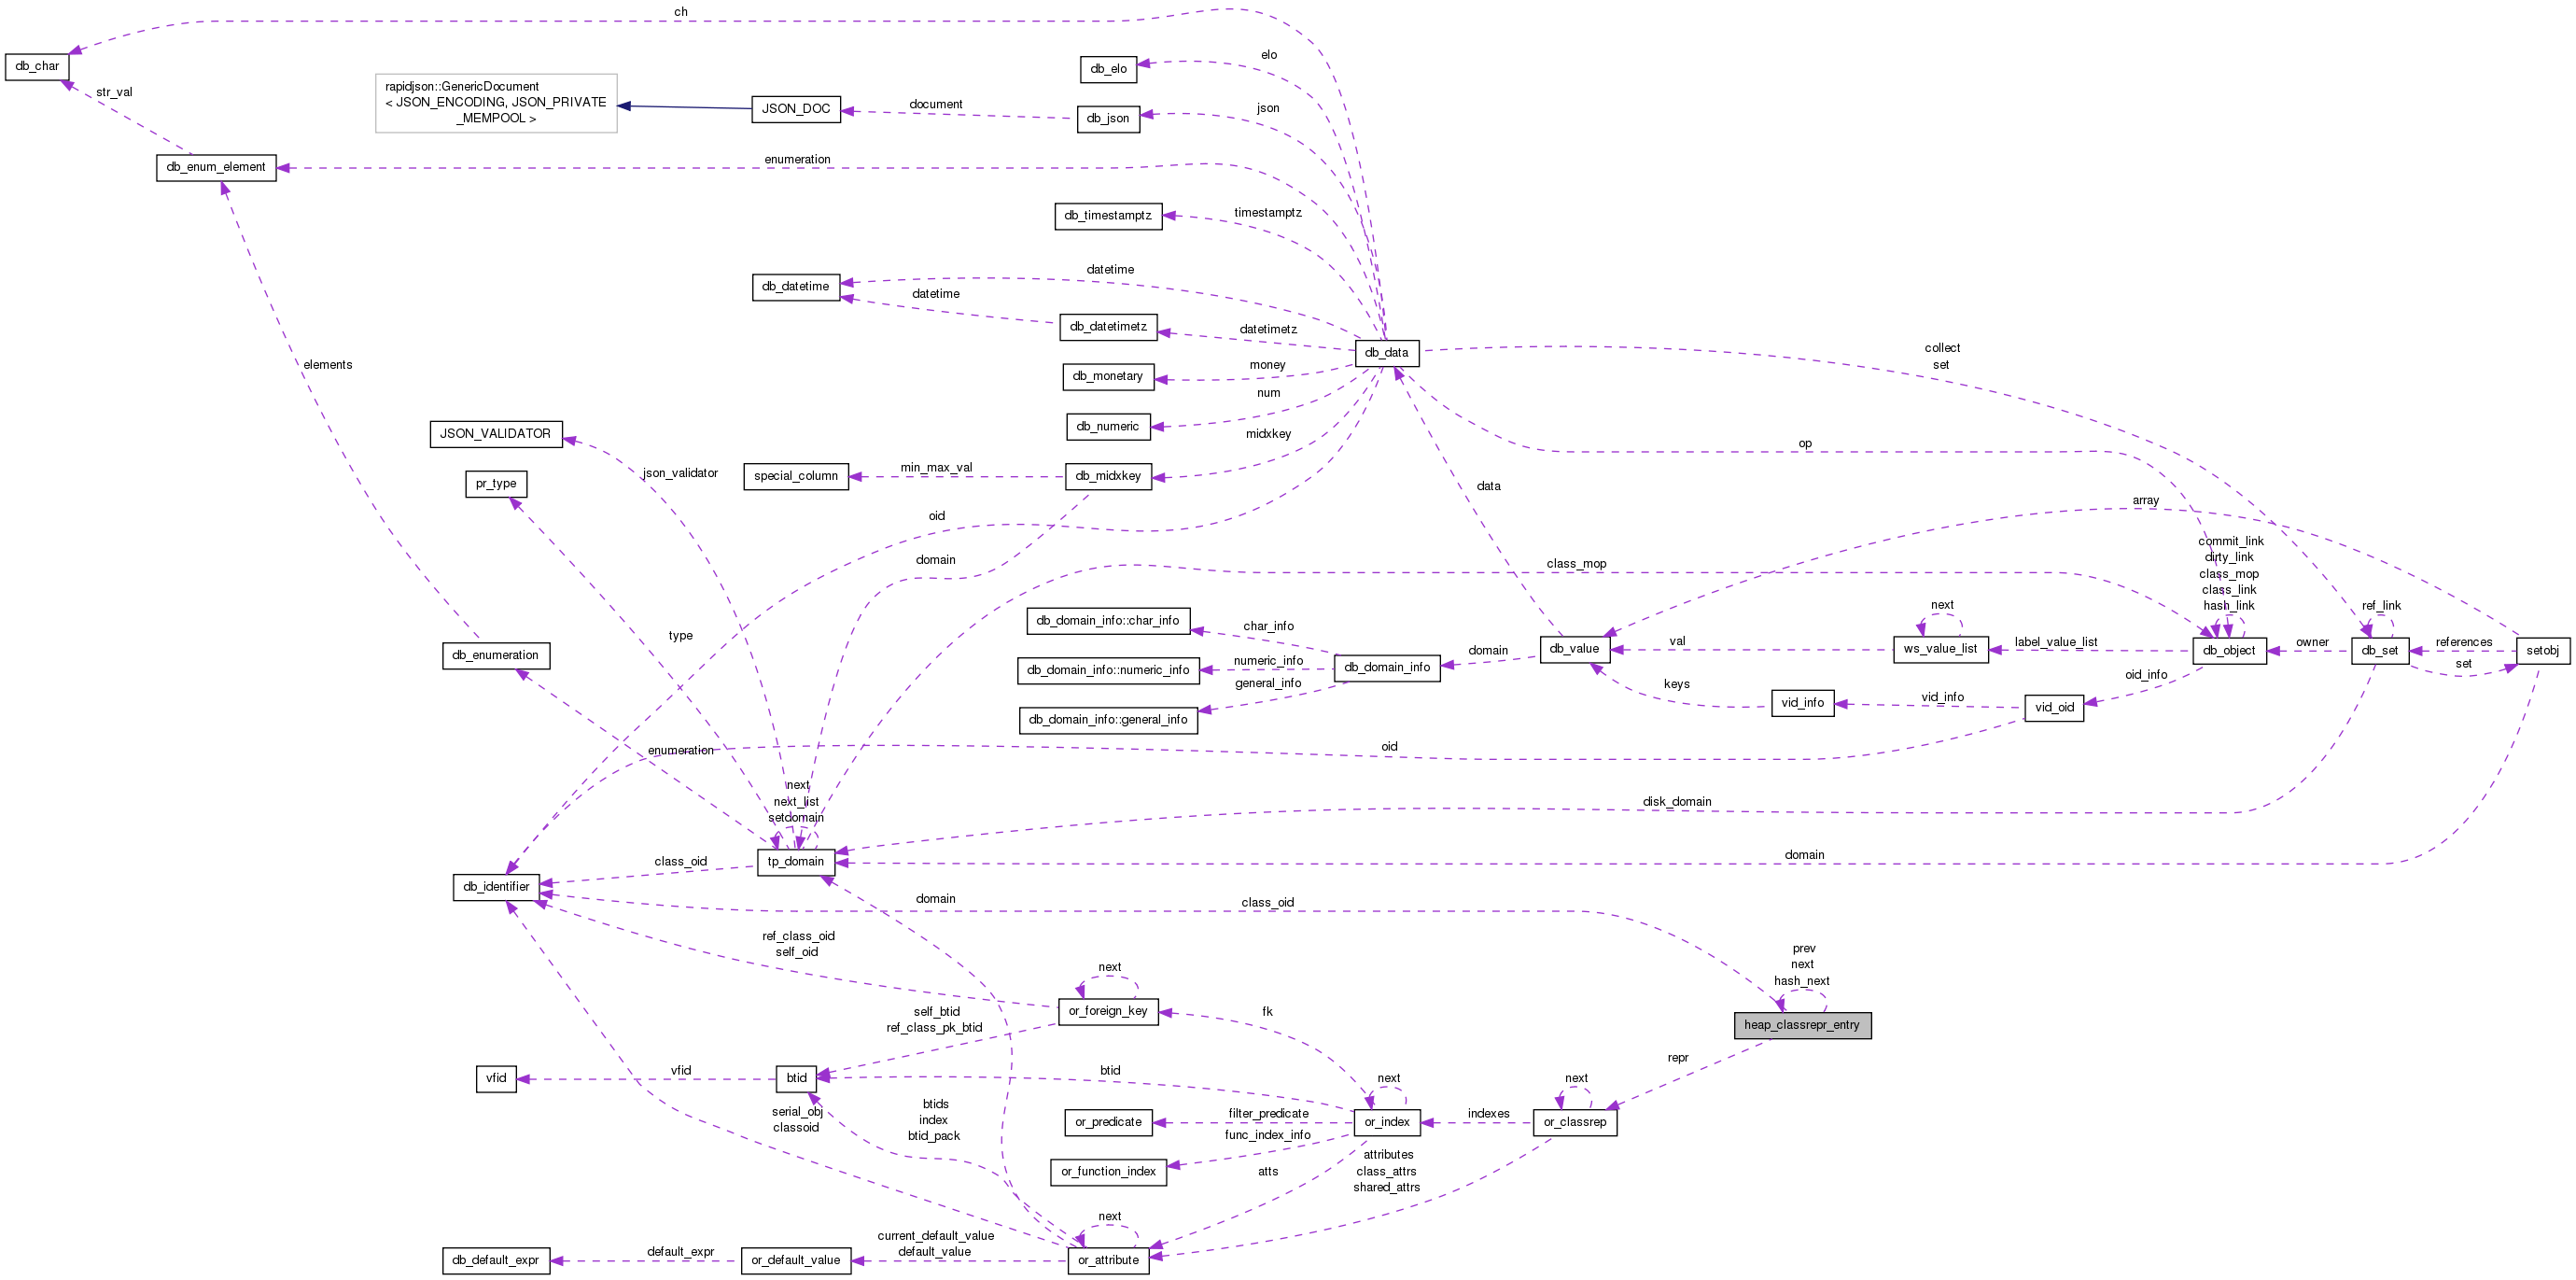 ch
db_char
elo
db_elo
rapidjson::GenericDocument
< JSON_ENCODING, JSON_PRIVATE
_MEMPOOL >
str_val
JSON_DOC
document
db_json
json
enumeration
db_enum_element
db_timestamptz
timestamptz
datetime
db_datetime
datetime
db_datetimetz
datetimetz
db_data
collect
set
elements
money
db_monetary
num
db_numeric
JSON_VALIDATOR
midxkey
op
json_validator
min_max_val
special_column
db_midxkey
pr_type
data
array
oid
commit_link
dirty_link
class_mop
class_link
hash_link
domain
class_mop
next
ref_link
db_domain_info::char_info
char_info
type
val
label_value_list
owner
references
db_enumeration
db_value
ws_value_list
db_object
db_set
setobj
domain
set
numeric_info
db_domain_info
db_domain_info::numeric_info
general_info
keys
oid_info
vid_info
vid_info
vid_oid
db_domain_info::general_info
enumeration
oid
next
next_list
setdomain
disk_domain
class_oid
tp_domain
domain
db_identifier
domain
class_oid
ref_class_oid
self_oid
prev
next
hash_next
next
or_foreign_key
self_btid
ref_class_pk_btid
fk
heap_classrepr_entry
repr
vfid
vfid
btid
btid
next
next
serial_obj
classoid
btids
index
btid_pack
or_predicate
filter_predicate
or_index
indexes
or_classrep
func_index_info
or_function_index
atts
attributes
class_attrs
shared_attrs
next
current_default_value
default_value
db_default_expr
default_expr
or_default_value
or_attribute